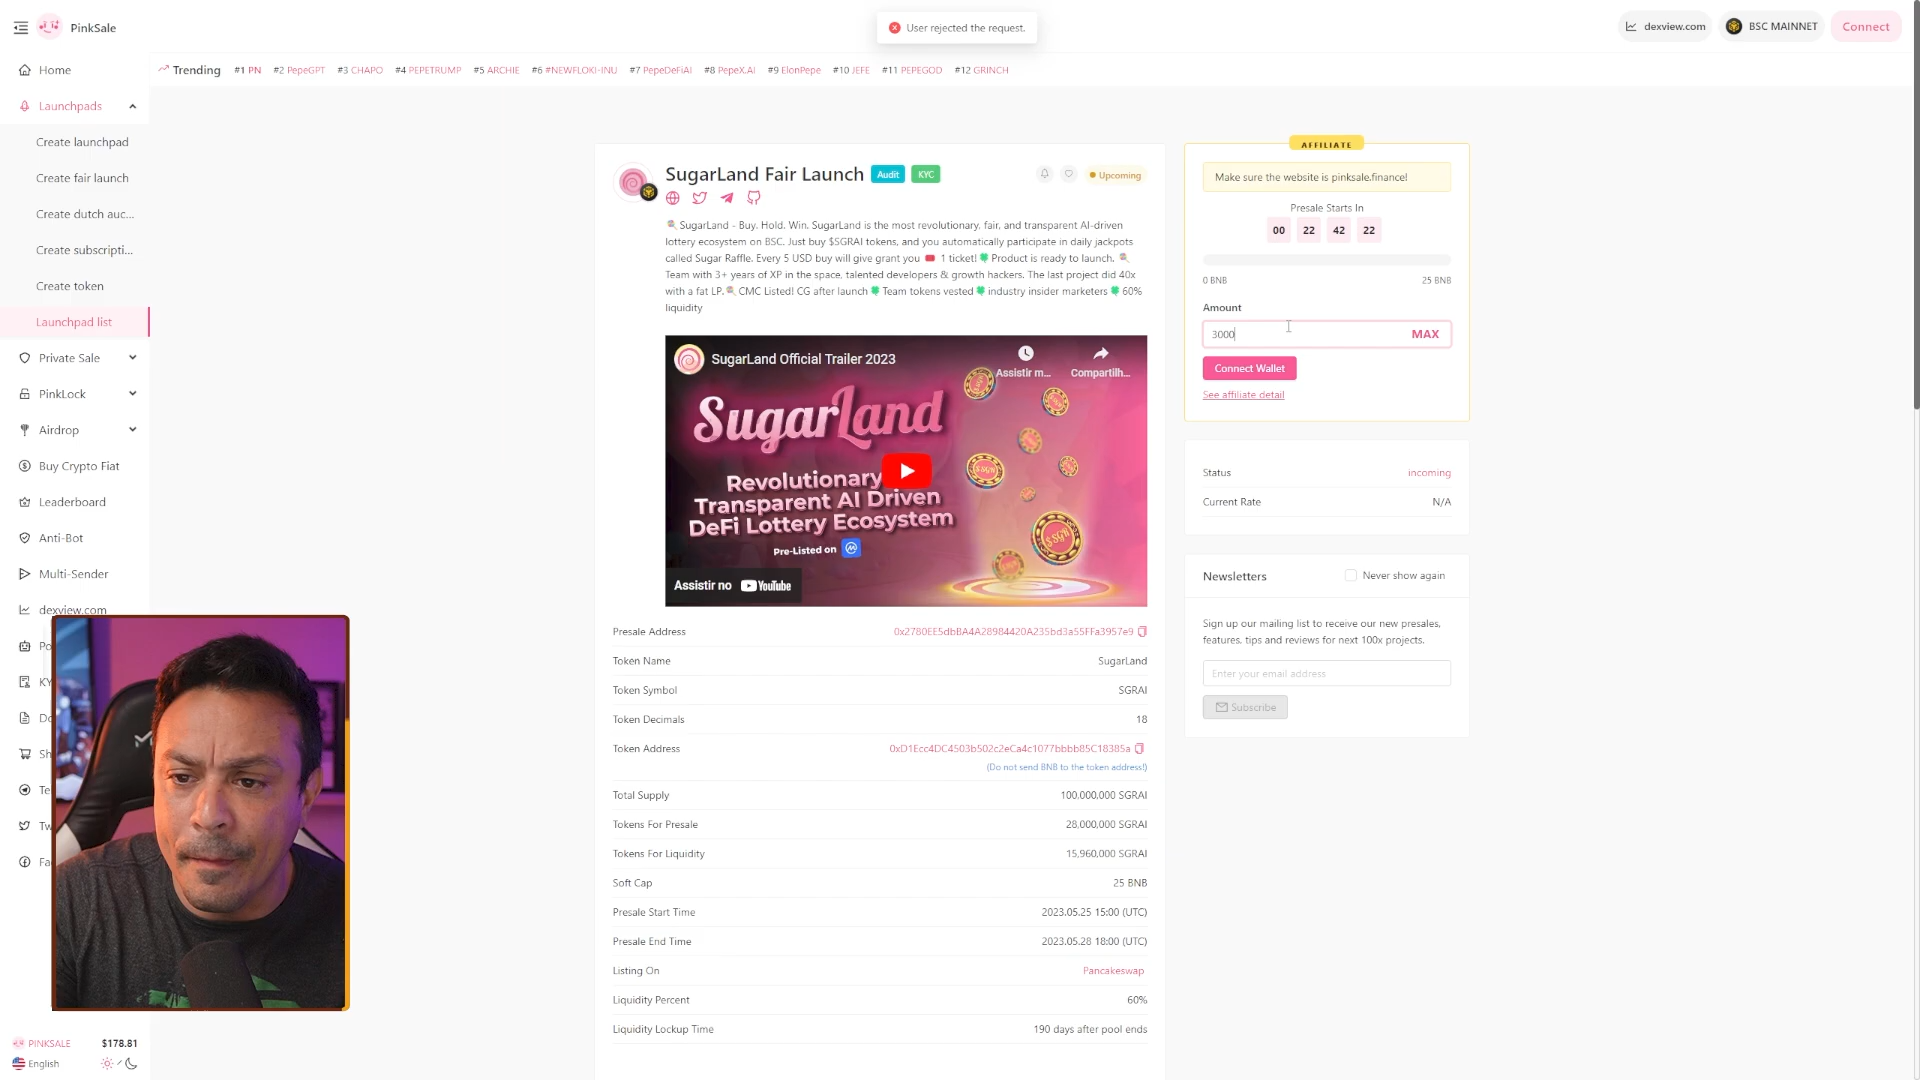 PinkSale
User rejected the request.
dexview.com
BSC MAINNET
Connect
Trending
#1 PN
#2 PepeGPT
#3 CHAPO
#4 PEPETRUMP
#5 ARCHIE
#6 #NEWFLOKI-INU
#7 PepeDeFiAI
#8 PepeX.AI
#9 ElonPepe
#10 JEFE
#11 PEPEGOD
#12 GRINCH
Home
Launchpads
Create launchpad
Create fair launch
Create dutch auc...
Create subscripti...
Create token
Launchpad list
Private Sale
PinkLock
Airdrop
Buy Crypto Fiat
Leaderboard
Anti-Bot
Multi-Sender
dexview.com
Po
KY
Do
Sh
Te
Tw
Fa
PINKSALE
$178.81
English
SugarLand Fair Launch
Audit
KYC
Upcoming
SugarLand - Buy. Hold. Win. SugarLand is the most revolutionary, fair, and transparent AI-driven
lottery ecosystem on BSC. Just buy $SGRAI tokens, and you automatically participate in daily jackpots
called Sugar Raffle. Every 5 USD buy will give grant you 1 ticket! Product is ready to launch.
Team with 3+ years of XP in the space, talented developers & growth hackers. The last project did 40x
with a fat LP. CMC Listed! CG after launch Team tokens vested industry insider marketers 60%
liquidity
SugarLand Official Trailer 2023
Assistir m...
Compartilh...
SugarLand
Revolutionary
Transparent AI Driven
DeFi Lottery Ecosystem
Pre-Listed on
Assistir no YouTube
Presale Address
0x2780EE5dbBA4A28984420A235bd3a55FFa3957e9
Token Name
SugarLand
Token Symbol
SGRAI
Token Decimals
18
Token Address
0xD1Ecc4DC4503b502c2eCa4c1077bbbb85C18385a
(Do not send BNB to the token address!)
Total Supply
100,000,000 SGRAI
Tokens For Presale
28,000,000 SGRAI
Tokens For Liquidity
15,960,000 SGRAI
Soft Cap
25 BNB
Presale Start Time
2023.05.25 15:00 (UTC)
Presale End Time
2023.05.28 18:00 (UTC)
Listing On
Pancakeswap
Liquidity Percent
60%
Liquidity Lockup Time
190 days after pool ends
AFFILIATE
Make sure the website is pinksale.finance!
Presale Starts In
00 22 42 22
0 BNB
25 BNB
Amount
3000
MAX
Connect Wallet
See affiliate detail
Status
incoming
Current Rate
N/A
Newsletters
Never show again
Sign up our mailing list to receive our new presales,
features, tips and reviews for next 100x projects.
Enter your email address
Subscribe